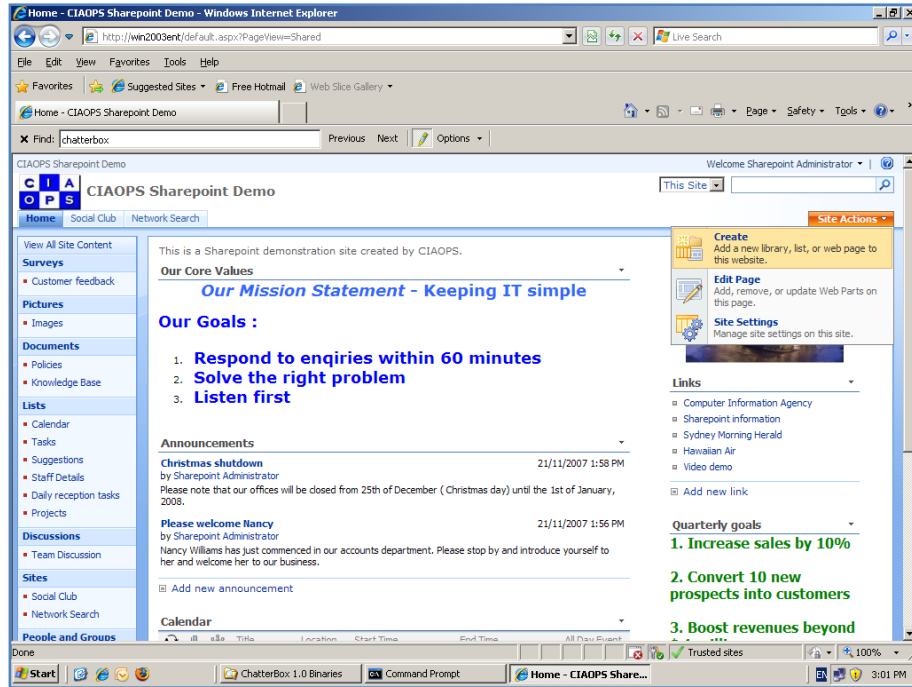 Home - CIAOPS Sharepoint Demo - Windows Internet Explorer
http://win2003ent/default.aspx?PageView=Shared
Live Search
File Edit View Favorites Tools Help
Favorites Suggested Sites Free Hotmail Web Slice Gallery
Home - CIAOPS Sharepoint Demo
Page Safety Tools
Find: chatterbox Previous Next Options
CIAOPS Sharepoint Demo
Welcome Sharepoint Administrator
CIA
OPS
CIAOPS Sharepoint Demo
This Site
Home Social Club Network Search
Site Actions
Create
Add a new library, list, or web page to
this website.
Edit Page
Add, remove, or update Web Parts on
this page.
Site Settings
Manage site settings on this site.
View All Site Content
Surveys
Customer feedback
Pictures
Images
Documents
Policies
Knowledge Base
Lists
Calendar
Tasks
Suggestions
Staff Details
Daily reception tasks
Projects
Discussions
Team Discussion
Sites
Social Club
Network Search
People and Groups
This is a Sharepoint demonstration site created by CIAOPS.
Our Core Values
Our Mission Statement - Keeping IT simple
Our Goals :
1. Respond to enqiries within 60 minutes
2. Solve the right problem
3. Listen first
Announcements
Christmas shutdown 21/11/2007 1:58 PM
by Sharepoint Administrator
Please note that our offices will be closed from 25th of December ( Christmas day) until the 1st of January,
2008.
Please welcome Nancy 21/11/2007 1:56 PM
by Sharepoint Administrator
Nancy Williams has just commenced in our accounts department. Please stop by and introduce yourself to
her and welcome her to our business.
Add new announcement
Calendar
Title Location Start Time End Time All Day Event
Links
Computer Information Agency
Sharepoint information
Sydney Morning Herald
Hawaiian Air
Video demo
Add new link
Quarterly goals
1. Increase sales by 10%
2. Convert 10 new
prospects into customers
3. Boost revenues beyond
Done
Trusted sites
100%
Start
ChatterBox 1.0 Binaries
Command Prompt
Home - CIAOPS Share...
EN
3:01 PM